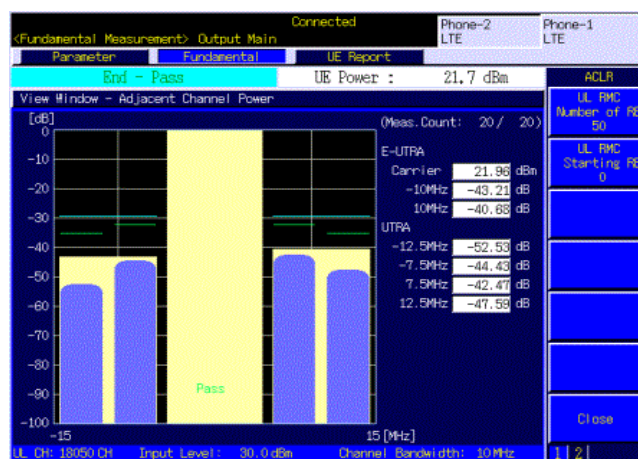 Connected
<Fundamental Measurement> Output Main
Phone-2
LTE
Phone-1
LTE
Parameter
Fundamental
UE Report
End - Pass
UE Power :
21.7 dBm
ACLR
View Window - Adjacent Channel Power
UL RMC
Number of RB
50
[dB]
(Meas.Count: 20/ 20)
0
-10
-20
-30
-40
-50
-60
-70
-80
-90
-100
E-UTRA
Carrier 21.96 dBm
-10MHz -43.21 dB
10MHz -40.68 dB
UTRA
-12.5MHz -52.53 dB
-7.5MHz -44.43 dB
7.5MHz -42.47 dB
12.5MHz -47.59 dB
UL RMC
Starting RB
0
Pass
-15
15 [MHz]
Close
UL CH: 18050 CH Input Level: 30.0 dBm Channel Bandwidth: 10 MHz
1 2